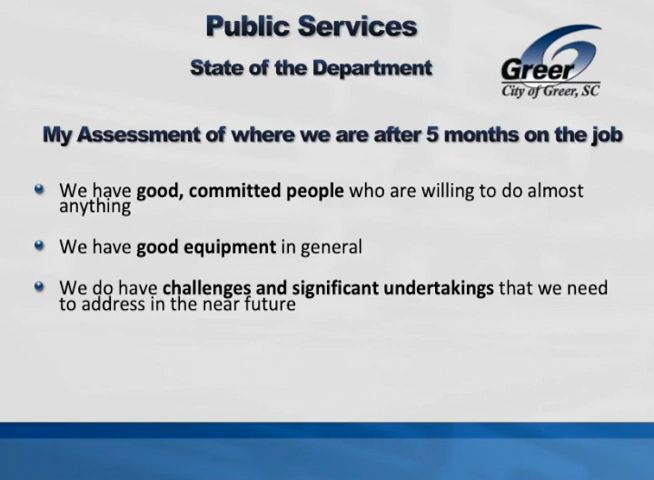 Public Services
State of the Department
Greer
City of Greer, SC
My Assessment of where we are after 5 months on the job
We have good, committed people who are willing to do almost
anything
We have good equipment in general
We do have challenges and significant undertakings that we need
to address in the near future